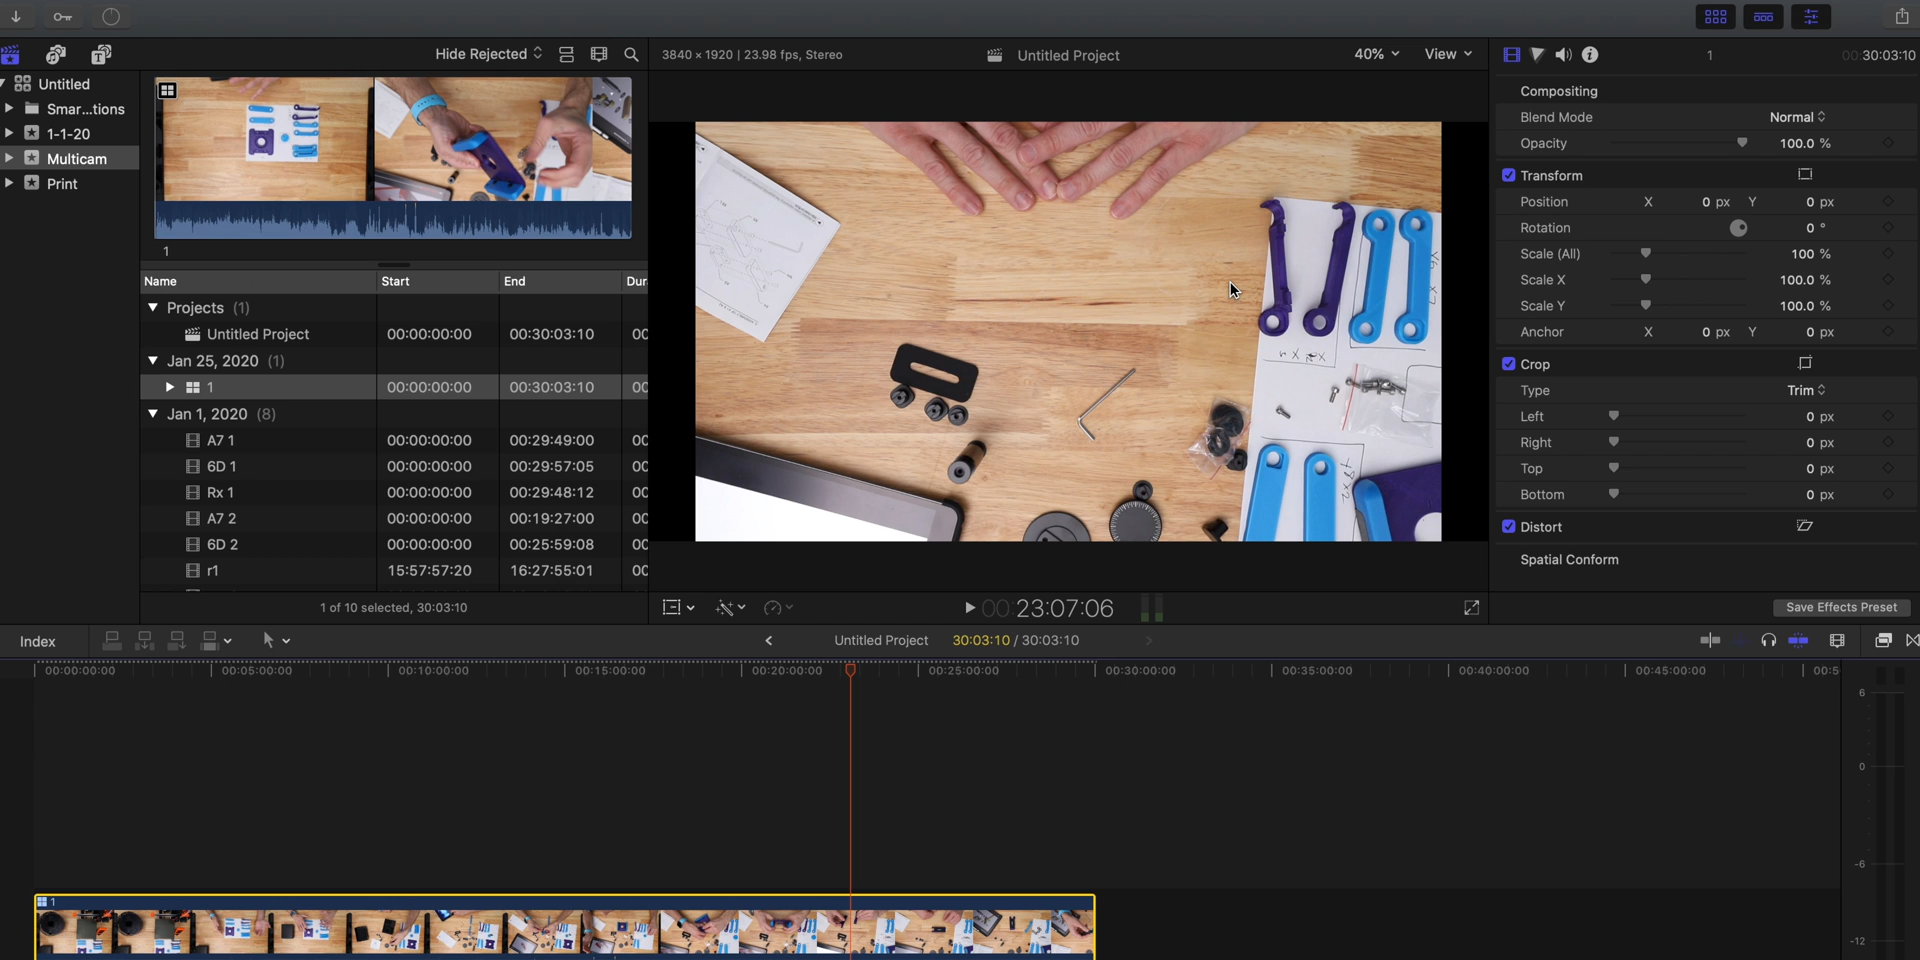 Hide Rejected
3840 × 1920 | 23.98 fps, Stereo
Untitled Project
40%
View
1
00:30:03:10
Untitled
Smar...tions
1-1-20
Multicam
Print
1
Name Start End Dur
Projects (1)
Untitled Project 00:00:00:00 00:30:03:10 00
Jan 25, 2020 (1)
1 00:00:00:00 00:30:03:10 00
Jan 1, 2020 (8)
A7 1 00:00:00:00 00:29:49:00 00
6D 1 00:00:00:00 00:29:57:05 00
Rx 1 00:00:00:00 00:29:48:12 00
A7 2 00:00:00:00 00:19:27:00 00
6D 2 00:00:00:00 00:25:59:08 00
r1 15:57:57:20 16:27:55:01 00
1 of 10 selected, 30:03:10
00:23:07:06
Compositing
Blend Mode Normal
Opacity 100.0 %
Transform
Position X 0 px Y 0 px
Rotation 0 °
Scale (All) 100 %
Scale X 100.0 %
Scale Y 100.0 %
Anchor X 0 px Y 0 px
Crop
Type Trim
Left 0 px
Right 0 px
Top 0 px
Bottom 0 px
Distort
Spatial Conform
Save Effects Preset
Index
Untitled Project 30:03:10 / 30:03:10
00:00:00:00 00:05:00:00 00:10:00:00 00:15:00:00 00:20:00:00 00:25:00:00 00:30:00:00 00:35:00:00 00:40:00:00 00:45:00:00 00:5
6
0
-6
-12
1